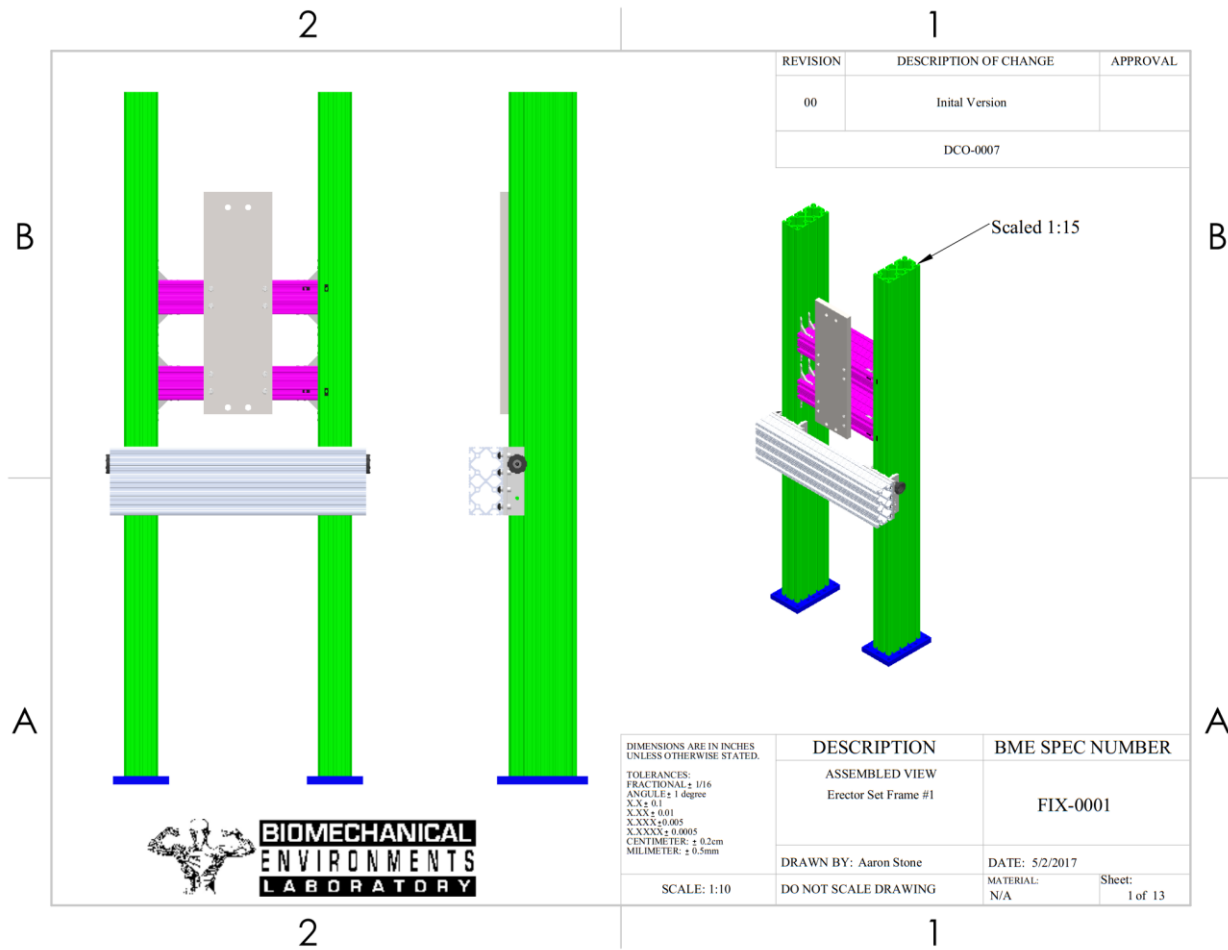 2
1
REVISION DESCRIPTION OF CHANGE APPROVAL
00 Inital Version
DCO-0007
B
B
Scaled 1:15
A
A
DIMENSIONS ARE IN INCHES
UNLESS OTHERWISE STATED.
TOLERANCES:
FRACTIONAL ± 1/16
ANGLE ± 1 degree
X.X ± 0.1
X.XX ± 0.01
X.XXX ±0.005
X.XXXX ± 0.0005
CENTIMETER: ± 0.2cm
MILIMETER: ± 0.5mm
SCALE: 1:10
DESCRIPTION
ASSEMBLED VIEW
Erector Set Frame #1
DRAWN BY: Aaron Stone
DO NOT SCALE DRAWING
BME SPEC NUMBER
FIX-0001
DATE: 5/2/2017
MATERIAL:
N/A
Sheet:
1 of 13
BIOMECHANICAL
ENVIRONMENTS
LABORATORY
2
1